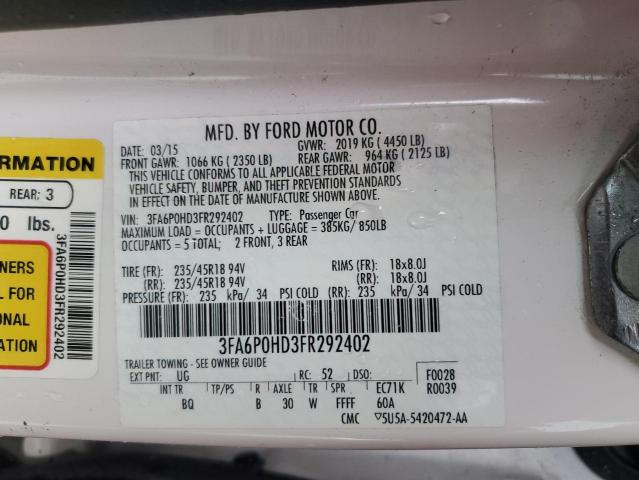 MFD. BY FORD MOTOR CO.
DATE: 03/15 GVWR: 2019 KG ( 4450 LB)
FRONT GAWR: 1066 KG ( 2350 LB) REAR GAWR: 964 KG ( 2125 LB)
THIS VEHICLE CONFORMS TO ALL APPLICABLE FEDERAL MOTOR
VEHICLE SAFETY, BUMPER, AND THEFT PREVENTION STANDARDS IN
EFFECT ON THE DATE OF MANUFACTURE SHOWN ABOVE.
VIN: 3FA6P0HD3FR292402 TYPE: Passenger Car
MAXIMUM LOAD = OCCUPANTS + LUGGAGE = 385KG/ 850LB
OCCUPANTS = 5 TOTAL; 2 FRONT, 3 REAR
TIRE (FR): 235/45R18 94V RIMS (FR): 18x8.0J
(RR): 235/45R18 94V (RR): 18x8.0J
PRESSURE (FR): 235 kPa/ 34 PSI COLD (RR): 235 kPa/ 34 PSI COLD
3FA6P0HD3FR292402
TRAILER TOWING - SEE OWNER GUIDE
EXT PNT: UG RC: 52 DSO: F0028
INT TR TP/PS R AXLE TR SPR EC71K R0039
BQ B 30 W FFFF 60A
CMC 5U5A-5420472-AA
ORMATION
REAR: 3
0 lbs.
NERS
L FOR
ONAL
N
3FA6P0HD3FR292402